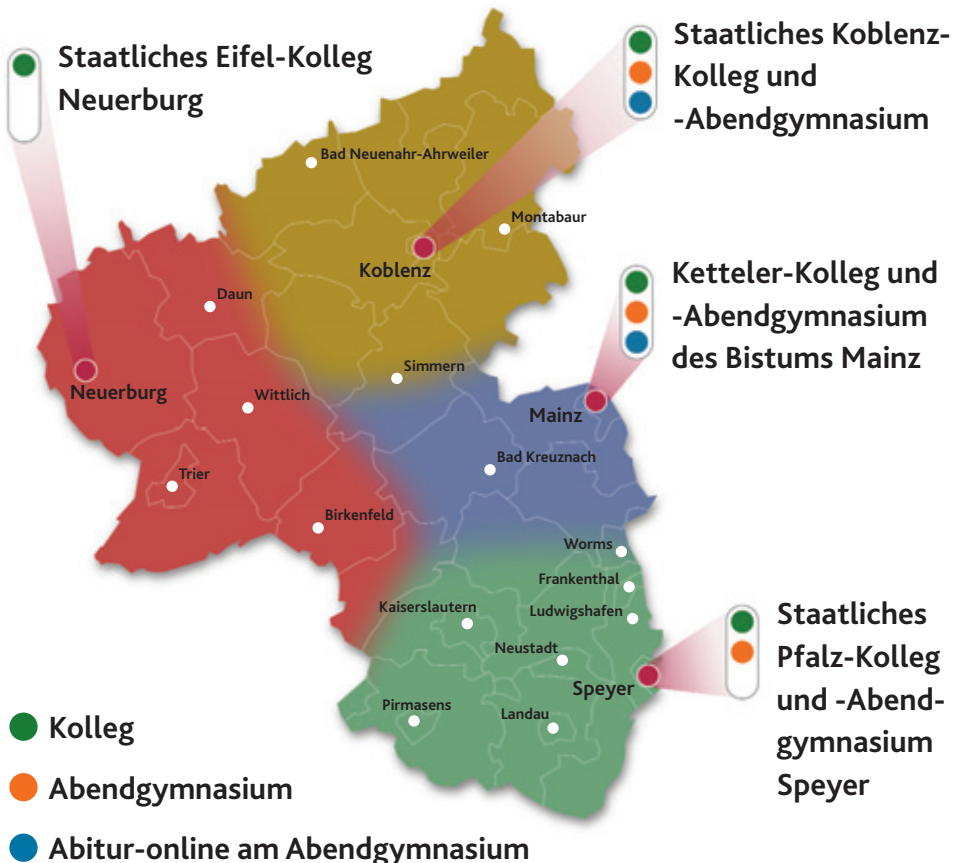 Staatliches Eifel-Kolleg
Neuerburg
Staatliches Koblenz-
Kolleg und
-Abendgymnasium
Bad Neuenahr-Ahrweiler
Montabaur
Koblenz
Ketteler-Kolleg und
-Abendgymnasium
des Bistums Mainz
Daun
Simmern
Neuerburg
Wittlich
Mainz
Bad Kreuznach
Trier
Birkenfeld
Worms
Frankenthal
Kaiserslautern
Ludwigshafen
Neustadt
Speyer
Pirmasens
Landau
Staatliches
Pfalz-Kolleg
und -Abend-
gymnasium
Speyer
Kolleg
Abendgymnasium
Abitur-online am Abendgymnasium